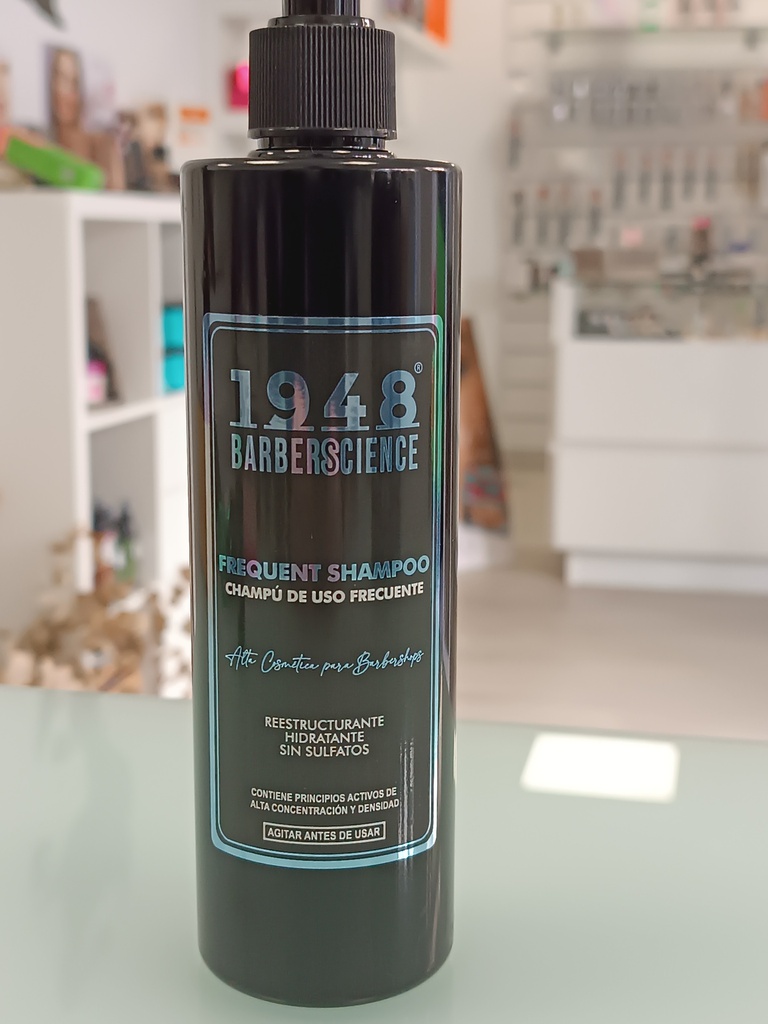 1948®
BARBERSCIENCE
FREQUENT SHAMPOO
CHAMPÚ DE USO FRECUENTE
Alta Cosmética para Barbershops
REESTRUCTURANTE
HIDRATANTE
SIN SULFATOS
CONTIENE PRINCIPIOS ACTIVOS DE
ALTA CONCENTRACIÓN Y DENSIDAD
AGITAR ANTES DE USAR